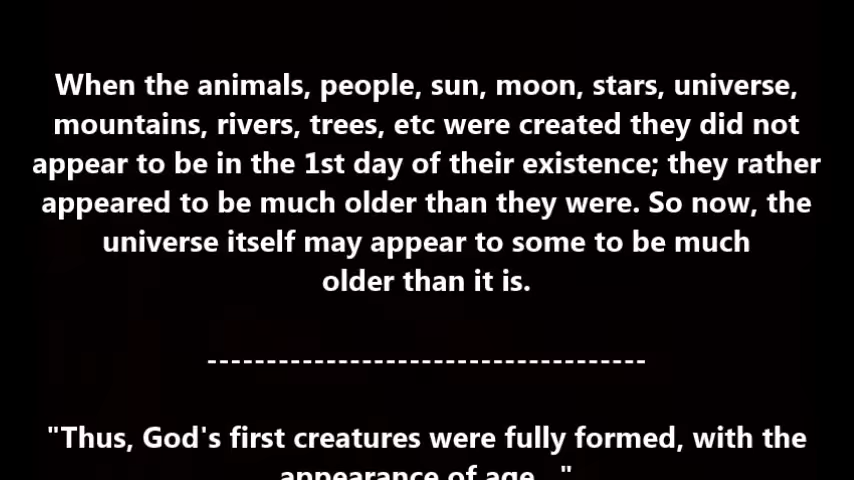 When the animals, people, sun, moon, stars, universe,
mountains, rivers, trees, etc were created they did not
appear to be in the 1st day of their existence; they rather
appeared to be much older than they were. So now, the
universe itself may appear to some to be much
older than it is.
-------------------------------------
"Thus, God's first creatures were fully formed, with the
appearance of age..."